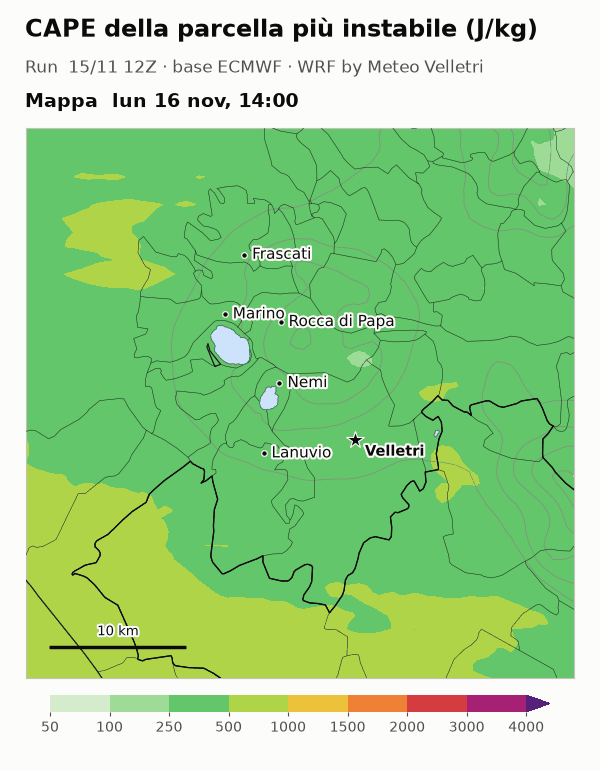 CAPE della parcella più instabile (J/kg)
Run  15/11 12Z · base ECMWF · WRF by Meteo Velletri
Mappa  lun 16 nov, 14:00
Frascati
Marino
Rocca di Papa
Nemi
Velletri
Lanuvio
10 km
50 100 250 500 1000 1500 2000 3000 4000